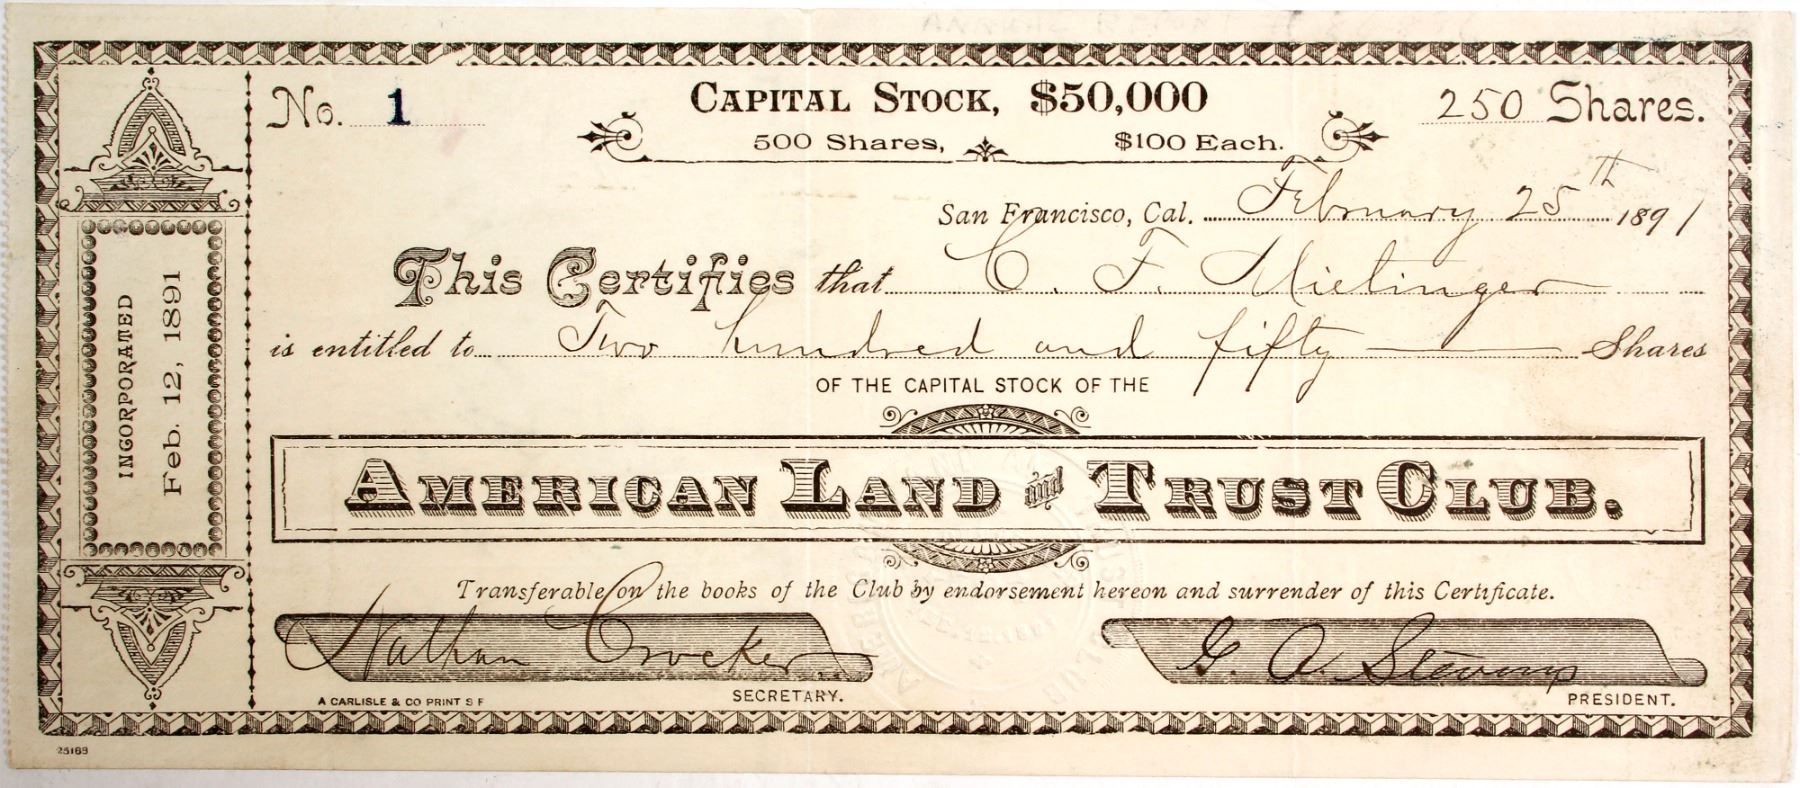 No. 1
CAPITAL STOCK, $50,000
250 Shares.
500 Shares, $100 Each.
San Francisco, Cal. February 25th 1891
This Certifies that C. F. Mietinger
is entitled to Two hundred and fifty Shares
OF THE CAPITAL STOCK OF THE
AMERICAN LAND and TRUST CLUB.
Transferable on the books of the Club by endorsement hereon and surrender of this Certificate.
Nathan Crocker
SECRETARY.
G. A. Stevens
PRESIDENT.
A CARLISLE & CO PRINT S F
INCORPORATED
Feb. 12, 1891
25169